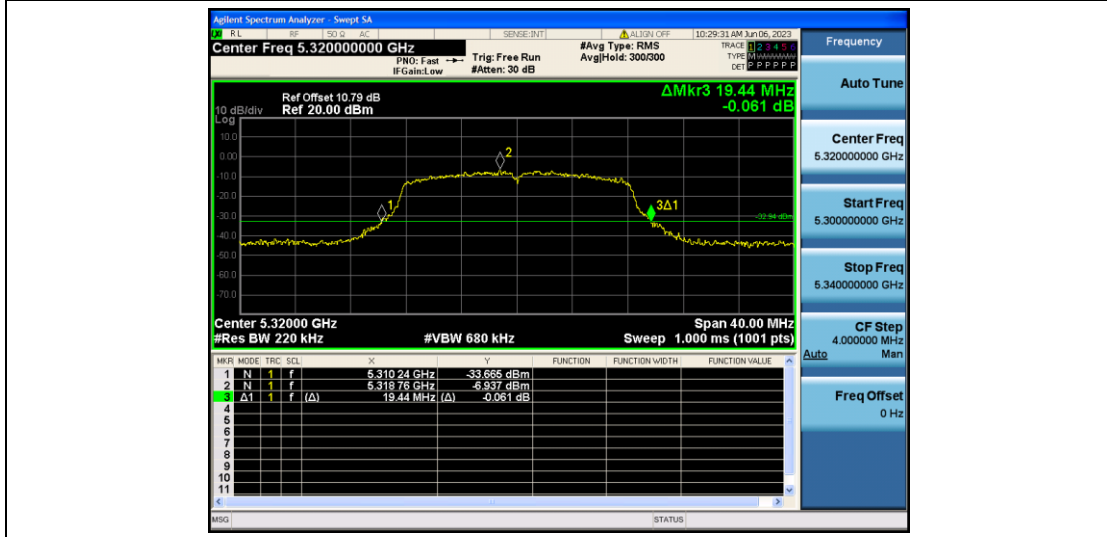 Agilent Spectrum Analyzer - Swept SA
RL RF 50 Ω AC SENSE:INT ALIGN OFF 10:29:31 AM Jun 06, 2023
Center Freq 5.320000000 GHz
PNO: Fast
IFGain:Low
Trig: Free Run
#Atten: 30 dB
#Avg Type: RMS
Avg|Hold: 300/300
TRACE 1 2 3 4 5 6
TYPE M
DET P P P P P P
Frequency
Ref Offset 10.79 dB
10 dB/div Ref 20.00 dBm
Log
ΔMkr3 19.44 MHz
-0.061 dB
10.0
0.00
-10.0
-20.0
-30.0
-40.0
-50.0
-60.0
-70.0
1
2
3Δ1
-32.94 dBm
Center 5.32000 GHz Span 40.00 MHz
#Res BW 220 kHz #VBW 680 kHz Sweep 1.000 ms (1001 pts)
MKR MODE TRC SCL X Y FUNCTION FUNCTION WIDTH FUNCTION VALUE
1 N 1 f 5.310 24 GHz -33.665 dBm
2 N 1 f 5.318 76 GHz -6.937 dBm
3 Δ1 1 f (Δ) 19.44 MHz (Δ) -0.061 dB
4
5
6
7
8
9
10
11
MSG STATUS
Auto Tune
Center Freq
5.320000000 GHz
Start Freq
5.300000000 GHz
Stop Freq
5.340000000 GHz
CF Step
4.000000 MHz
Auto Man
Freq Offset
0 Hz